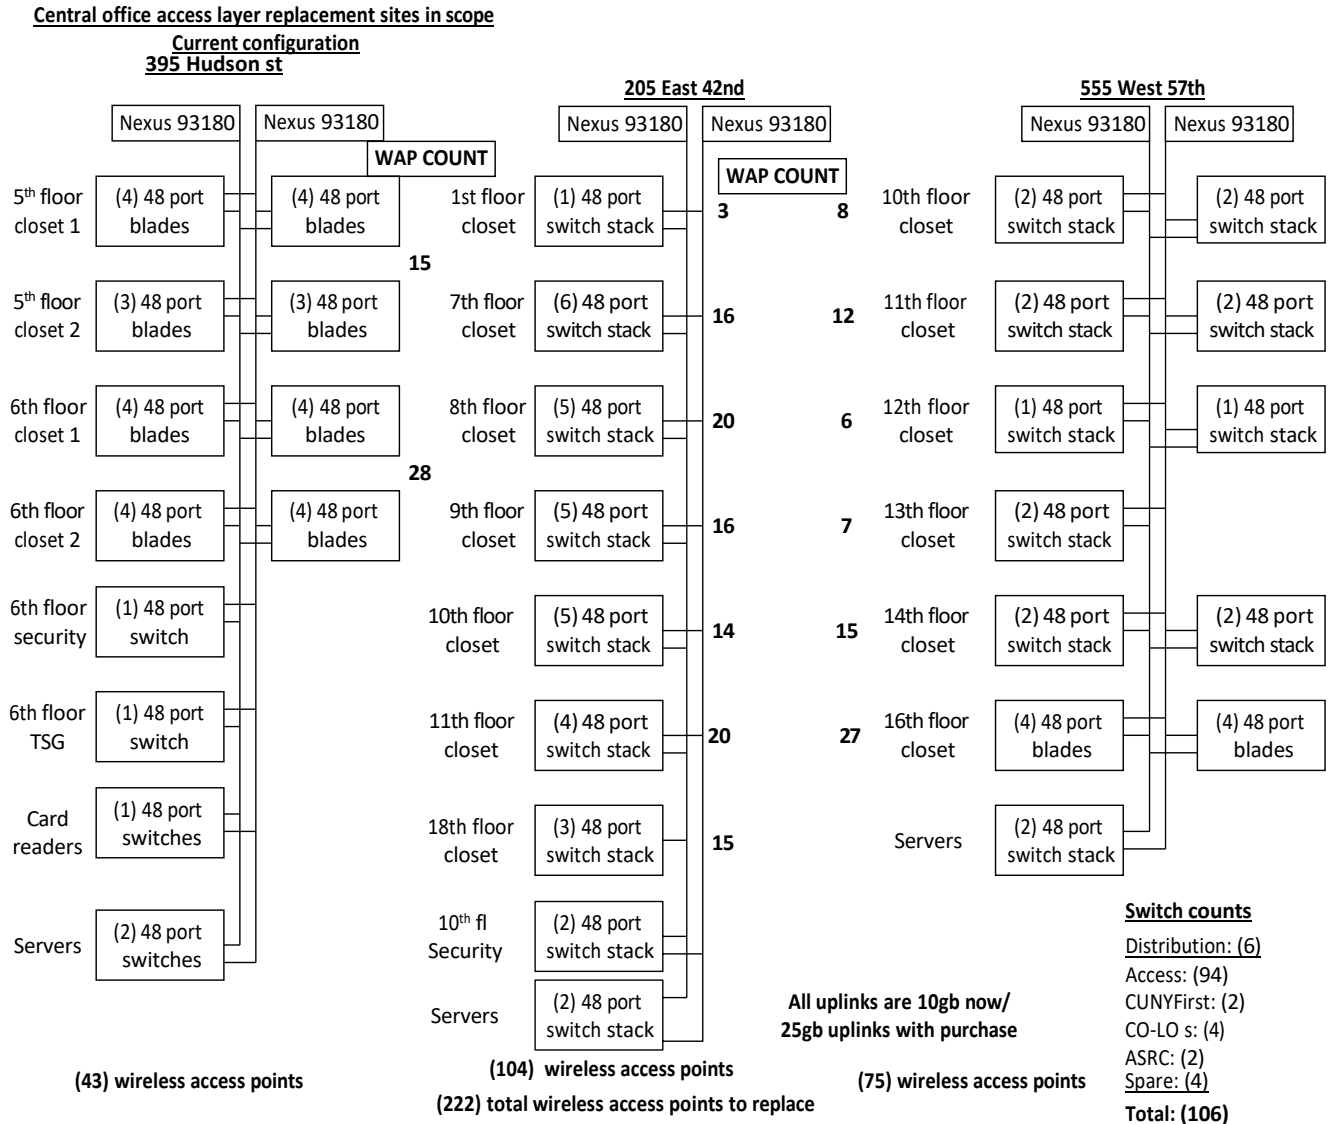 Central office access layer replacement sites in scope
Current configuration
395 Hudson st
Nexus 93180
Nexus 93180
WAP COUNT
5th floor
closet 1
(4) 48 port
blades
(4) 48 port
blades
15
5th floor
closet 2
(3) 48 port
blades
(3) 48 port
blades
6th floor
closet 1
(4) 48 port
blades
(4) 48 port
blades
28
6th floor
closet 2
(4) 48 port
blades
(4) 48 port
blades
6th floor
security
(1) 48 port
switch
6th floor
TSG
(1) 48 port
switch
Card
readers
(1) 48 port
switches
Servers
(2) 48 port
switches
(43) wireless access points
205 East 42nd
Nexus 93180
Nexus 93180
WAP COUNT
1st floor
closet
(1) 48 port
switch stack
3
7th floor
closet
(6) 48 port
switch stack
16
8th floor
closet
(5) 48 port
switch stack
20
9th floor
closet
(5) 48 port
switch stack
16
10th floor
closet
(5) 48 port
switch stack
14
11th floor
closet
(4) 48 port
switch stack
20
18th floor
closet
(3) 48 port
switch stack
15
10th fl
Security
(2) 48 port
switch stack
Servers
(2) 48 port
switch stack
(104) wireless access points
(222) total wireless access points to replace
555 West 57th
Nexus 93180
Nexus 93180
8
10th floor
closet
(2) 48 port
switch stack
(2) 48 port
switch stack
12
11th floor
closet
(2) 48 port
switch stack
(2) 48 port
switch stack
6
12th floor
closet
(1) 48 port
switch stack
(1) 48 port
switch stack
7
13th floor
closet
(2) 48 port
switch stack
15
14th floor
closet
(2) 48 port
switch stack
(2) 48 port
switch stack
27
16th floor
closet
(4) 48 port
blades
(4) 48 port
blades
Servers
(2) 48 port
switch stack
All uplinks are 10gb now/
25gb uplinks with purchase
(75) wireless access points
Switch counts
Distribution: (6)
Access: (94)
CUNYFirst: (2)
CO-LO s: (4)
ASRC: (2)
Spare: (4)
Total: (106)